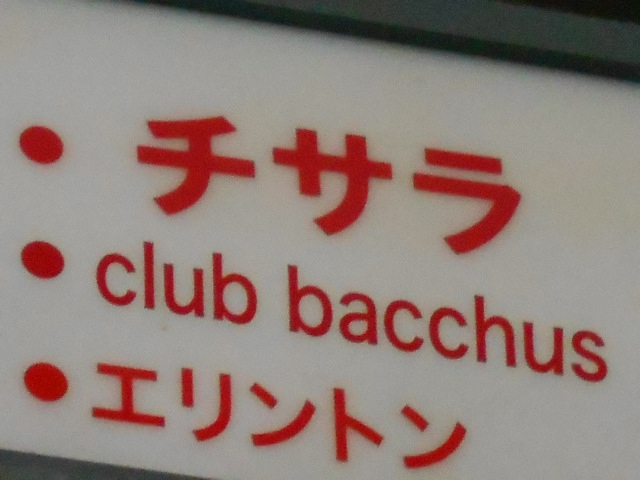 • チサラ
• club bacchus
• エリントン